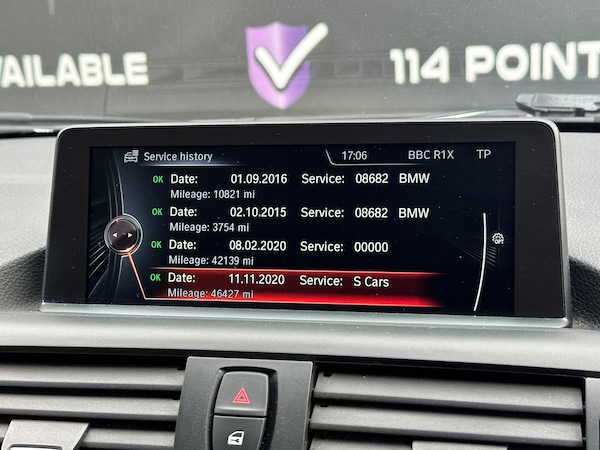 AVAILABLE
114 POINT
Service history 17:06 BBC R1X TP
OK Date: 01.09.2016 Service: 08682 BMW
Mileage: 10821 mi
OK Date: 02.10.2015 Service: 08682 BMW
Mileage: 3754 mi
OK Date: 08.02.2020 Service: 00000
Mileage: 42139 mi
OK Date: 11.11.2020 Service: S Cars
Mileage: 46427 mi